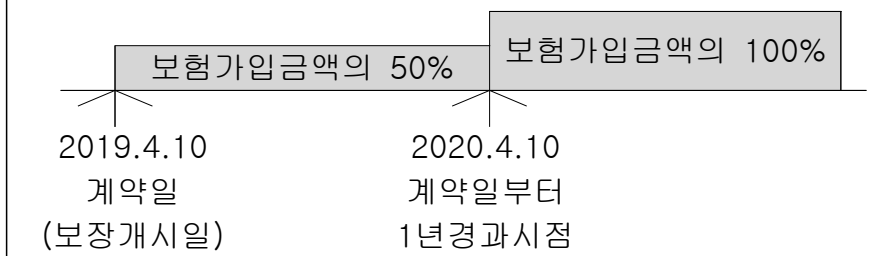 보험가입금액의 50%
보험가입금액의 100%
2019.4.10
계약일
(보장개시일)
2020.4.10
계약일부터
1년경과시점